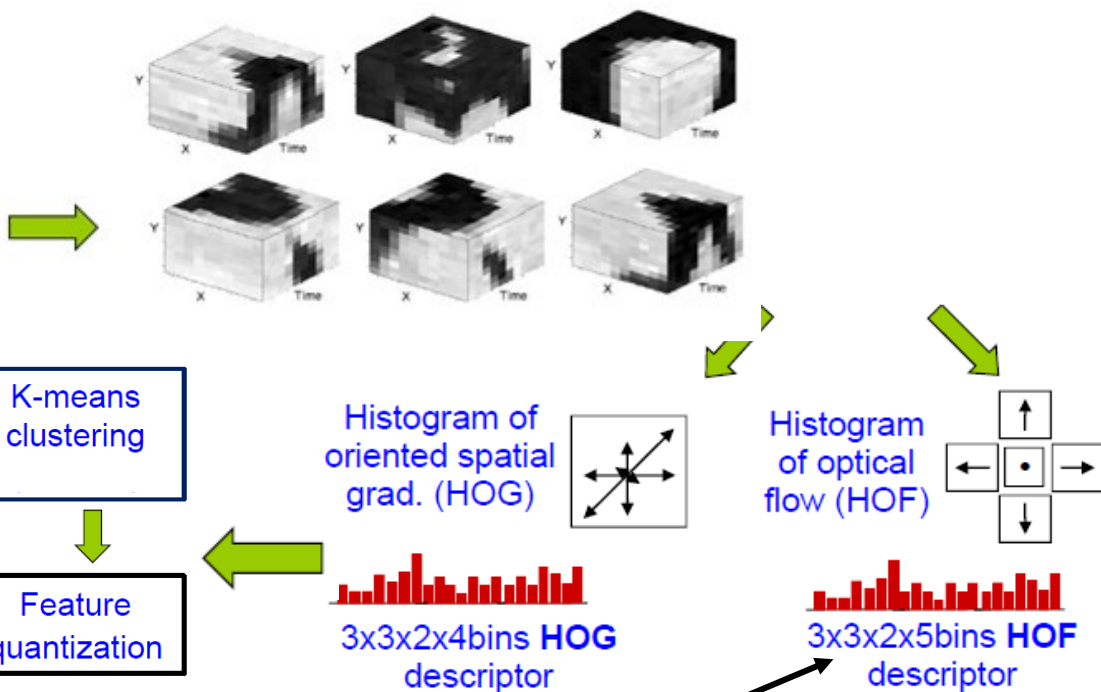 Y
X
Time
Y
X
Time
Y
X
Time
Y
X
Time
Y
X
Time
Y
X
Time
K-means
clustering
Feature
quantization
Histogram of
oriented spatial
grad. (HOG)
3x3x2x4bins HOG
descriptor
Histogram
of optical
flow (HOF)
3x3x2x5bins HOF
descriptor